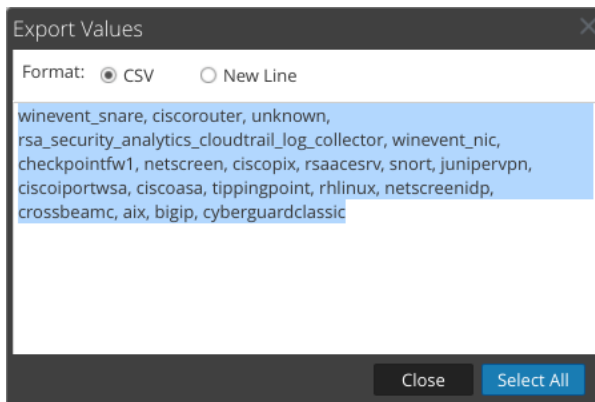 Export Values
Format: CSV New Line
winevent_snare, ciscorouter, unknown,
rsa_security_analytics_cloudtrail_log_collector, winevent_nic,
checkpointfw1, netscreen, ciscopix, rsaacesrv, snort, junipervpn,
ciscoiportwsa, ciscoasa, tippingpoint, rhlinux, netscreenidp,
crossbeamc, aix, bigip, cyberguardclassic
Close Select All